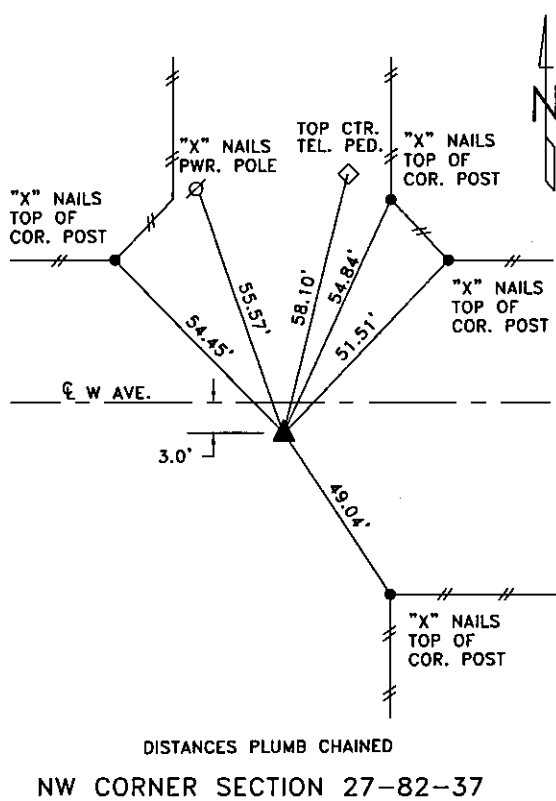 N
"X" NAILS
PWR. POLE
TOP CTR.
TEL. PED.
"X" NAILS
TOP OF
COR. POST
"X" NAILS
TOP OF
COR. POST
"X" NAILS
TOP OF
COR. POST
54.45'
55.57'
58.10'
54.84'
51.51'
℄ W AVE.
3.0'
49.04'
"X" NAILS
TOP OF
COR. POST
DISTANCES PLUMB CHAINED
NW CORNER SECTION 27-82-37